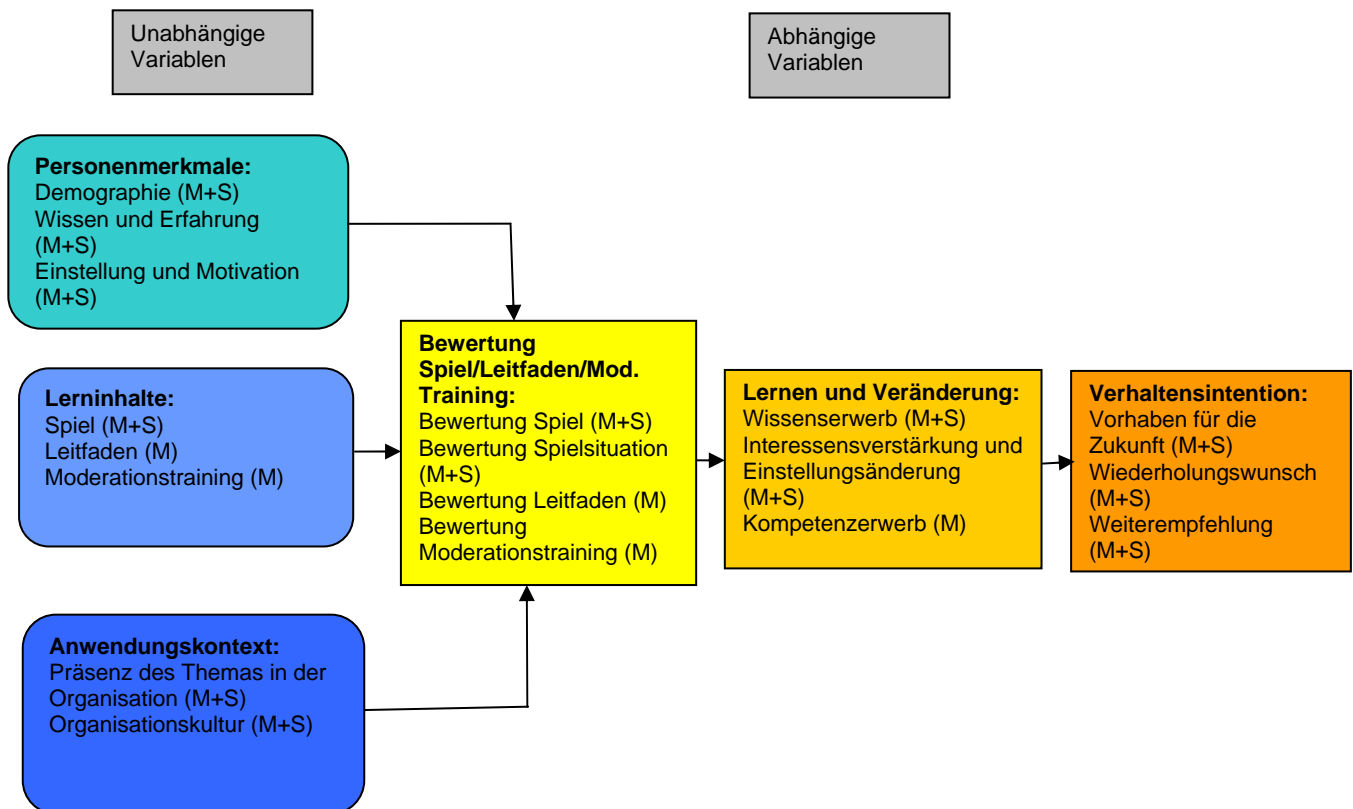 Unabhängige
Variablen
Abhängige
Variablen
Personenmerkmale:
Demographie (M+S)
Wissen und Erfahrung
(M+S)
Einstellung und Motivation
(M+S)
Lerninhalte:
Spiel (M+S)
Leitfaden (M)
Moderationstraining (M)
Anwendungskontext:
Präsenz des Themas in der
Organisation (M+S)
Organisationskultur (M+S)
Bewertung
Spiel/Leitfaden/Mod.
Training:
Bewertung Spiel (M+S)
Bewertung Spielsituation
(M+S)
Bewertung Leitfaden (M)
Bewertung
Moderationstraining (M)
Lernen und Veränderung:
Wissenserwerb (M+S)
Interessensverstärkung und
Einstellungsänderung
(M+S)
Kompetenzerwerb (M)
Verhaltensintention:
Vorhaben für die
Zukunft (M+S)
Wiederholungswunsch
(M+S)
Weiterempfehlung
(M+S)